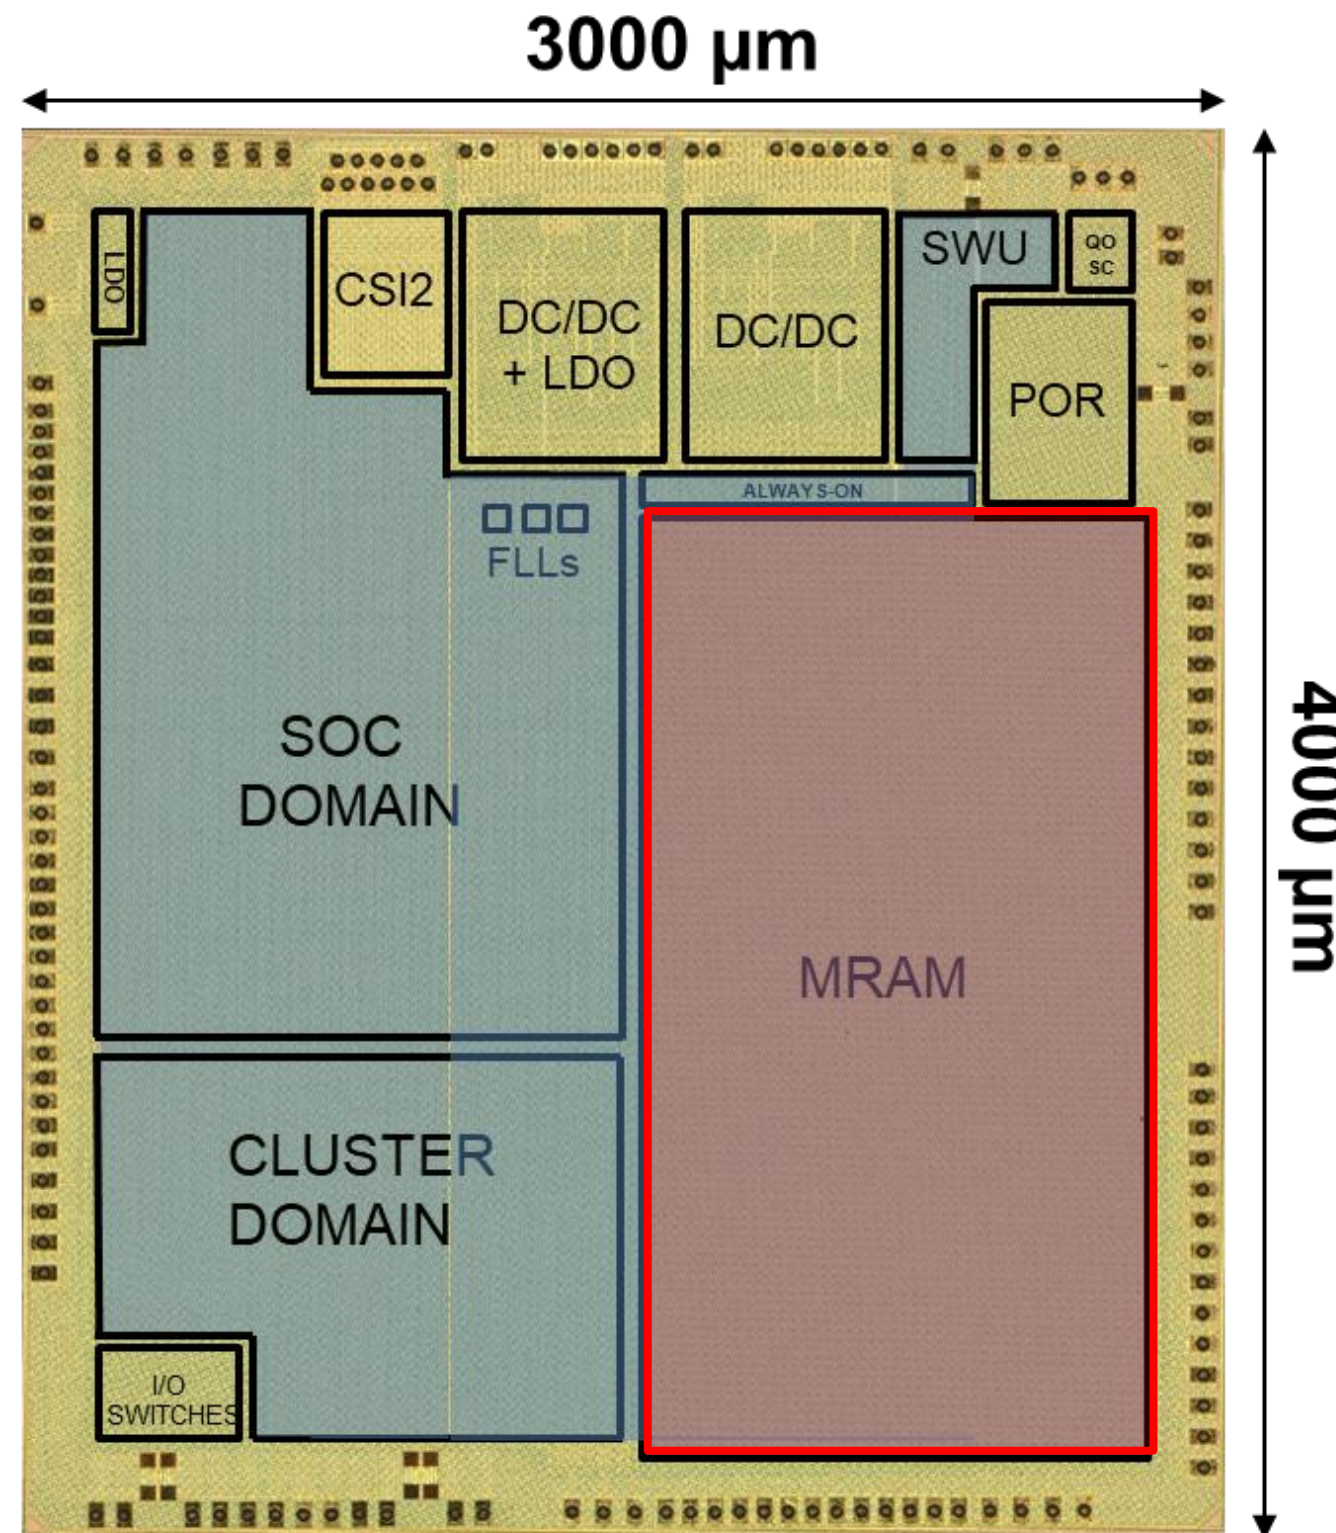 3000 µm
LDO
CSI2
DC/DC
+ LDO
DC/DC
SWU
QO
SC
POR
ALWAYS-ON
FLLs
SOC
DOMAIN
4000 µm
MRAM
CLUSTER
DOMAIN
I/O
SWITCHES